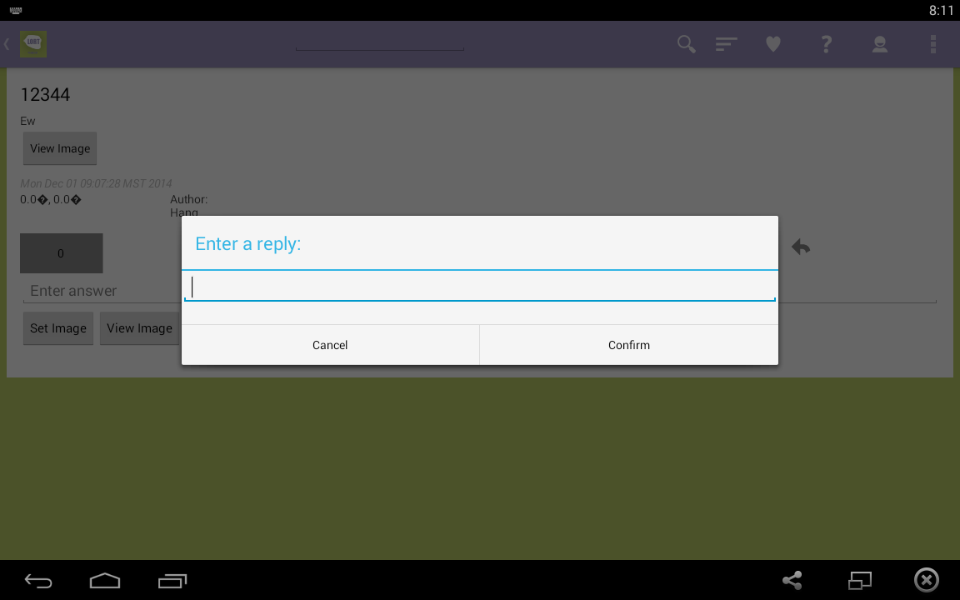 8:11
12344
Ew
View Image
Mon Dec 01 09:07:28 MST 2014
0.0�, 0.0�
Author:
Hang
Enter a reply:
0
Enter answer
Set Image
View Image
Cancel
Confirm